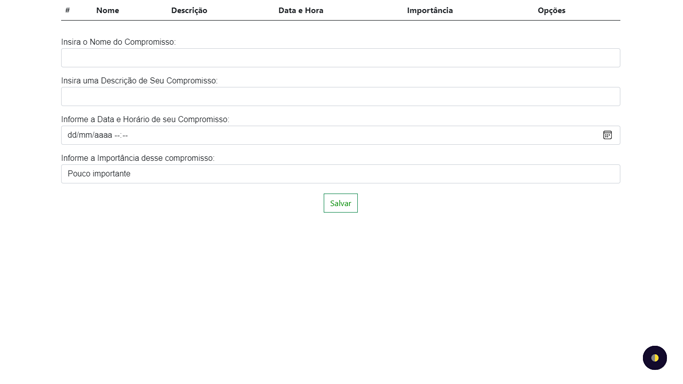 # Nome Descrição Data e Hora Importância Opções
Insira o Nome do Compromisso:
Insira uma Descrição de Seu Compromisso:
Informe a Data e Horário de seu Compromisso:
dd/mm/aaaa --:--
Informe a Importância desse compromisso:
Pouco importante
Salvar